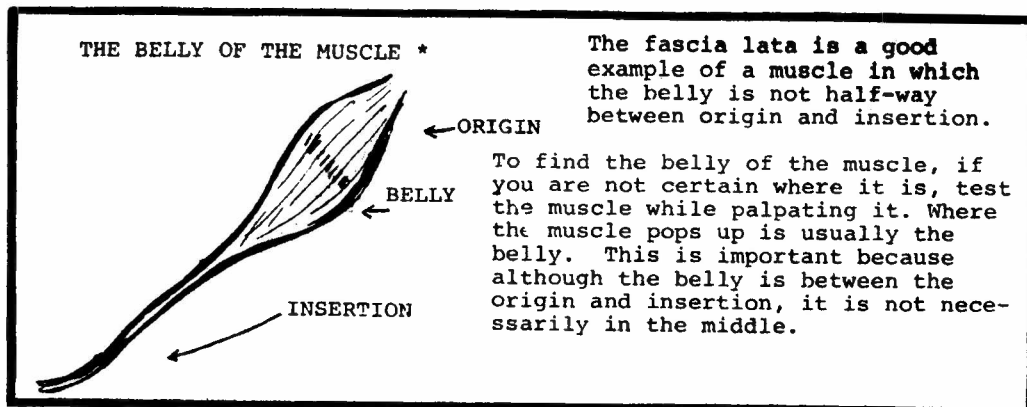 THE BELLY OF THE MUSCLE *
The fascia lata is a good
example of a muscle in which
the belly is not half-way
between origin and insertion.
ORIGIN
To find the belly of the muscle, if
you are not certain where it is, test
the muscle while palpating it. Where
the muscle pops up is usually the
belly.  This is important because
although the belly is between the
origin and insertion, it is not nece-
ssarily in the middle.
BELLY
INSERTION